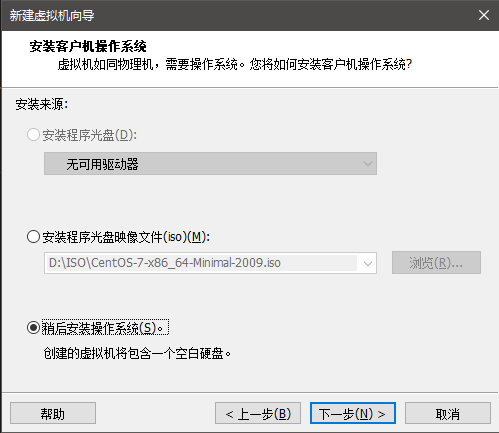 新建虚拟机向导
安装客户机操作系统
虚拟机如同物理机，需要操作系统。您将如何安装客户机操作系统?
安装来源:
安装程序光盘(D):
无可用驱动器
安装程序光盘映像文件(iso)(M):
D:\ISO\CentOS-7-x86_64-Minimal-2009.iso
浏览(R)...
稍后安装操作系统(S)。
创建的虚拟机将包含一个空白硬盘。
帮助
< 上一步(B)
下一步(N) >
取消